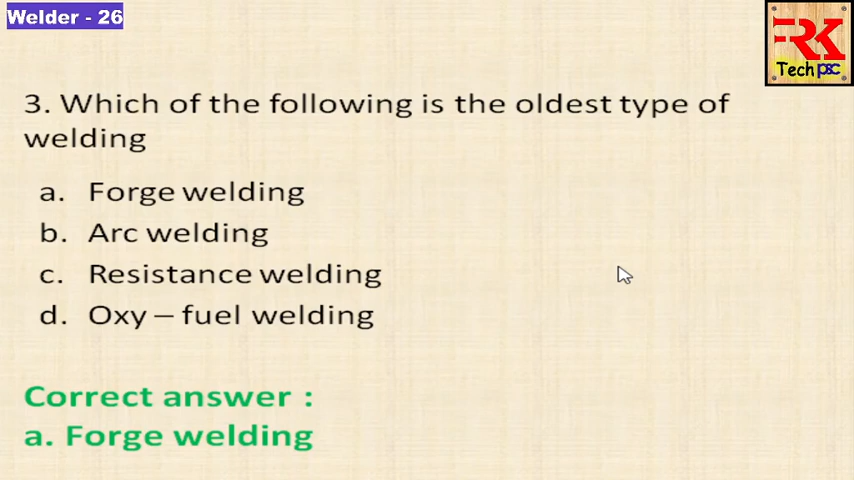 Welder - 26
RK
Tech psc
3. Which of the following is the oldest type of
welding
a. Forge welding
b. Arc welding
c. Resistance welding
d. Oxy – fuel welding
Correct answer :
a. Forge welding